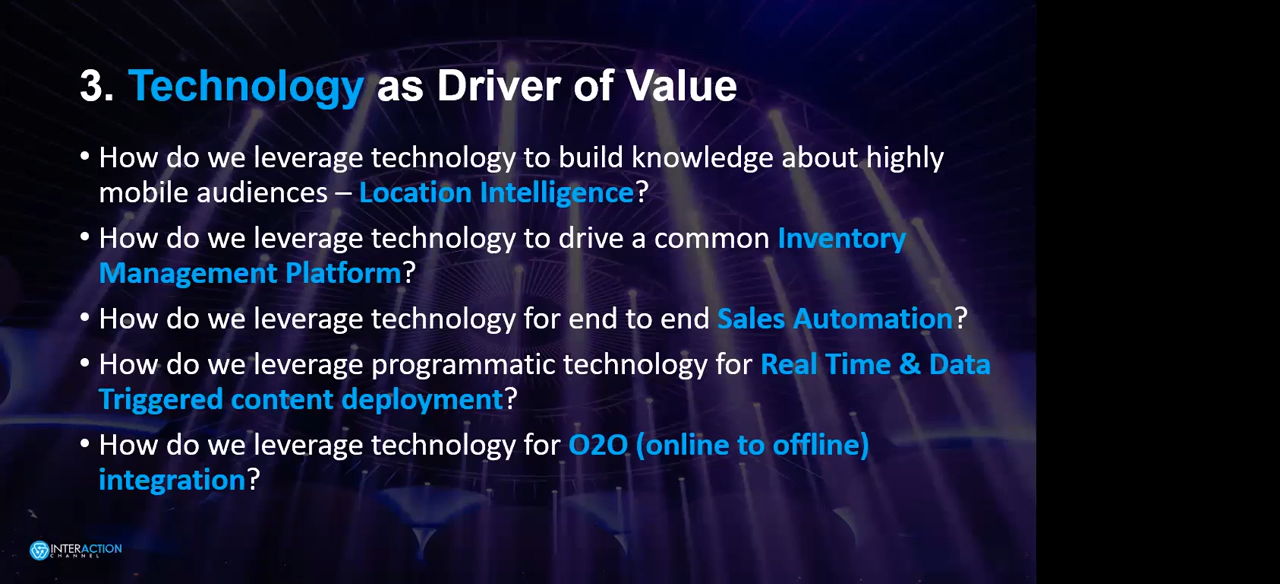 3. Technology as Driver of Value
• How do we leverage technology to build knowledge about highly
mobile audiences – Location Intelligence?
• How do we leverage technology to drive a common Inventory
Management Platform?
• How do we leverage technology for end to end Sales Automation?
• How do we leverage programmatic technology for Real Time & Data
Triggered content deployment?
• How do we leverage technology for O2O (online to offline)
integration?
INTERACTION
CHANNEL